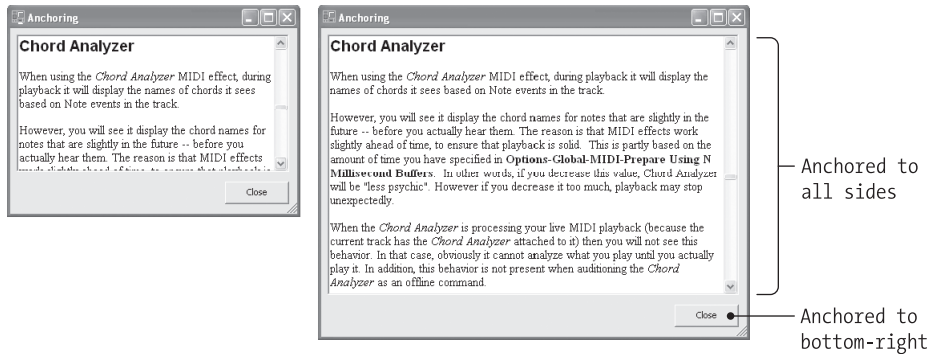 Anchoring
Chord Analyzer
When using the Chord Analyzer MIDI effect, during
playback it will display the names of chords it sees
based on Note events in the track.
However, you will see it display the chord names for
notes that are slightly in the future -- before you
actually hear them. The reason is that MIDI effects
work slightly ahead of time, to ensure that playback is
Close
Anchoring
Chord Analyzer
When using the Chord Analyzer MIDI effect, during playback it will display the
names of chords it sees based on Note events in the track.
However, you will see it display the chord names for notes that are slightly in the
future -- before you actually hear them. The reason is that MIDI effects work
slightly ahead of time, to ensure that playback is solid. This is partly based on the
amount of time you have specified in Options-Global-MIDI-Prepare Using N
Millisecond Buffers. In other words, if you decrease this value, Chord Analyzer
will be "less psychic". However if you decrease it too much, playback may stop
unexpectedly.
When the Chord Analyzer is processing your live MIDI playback (because the
current track has the Chord Analyzer attached to it) then you will not see this
behavior. In that case, obviously it cannot analyze what you play until you actually
play it. In addition, this behavior is not present when auditioning the Chord
Analyzer as an offline command.
Close
Anchored to
all sides
Anchored to
bottom-right